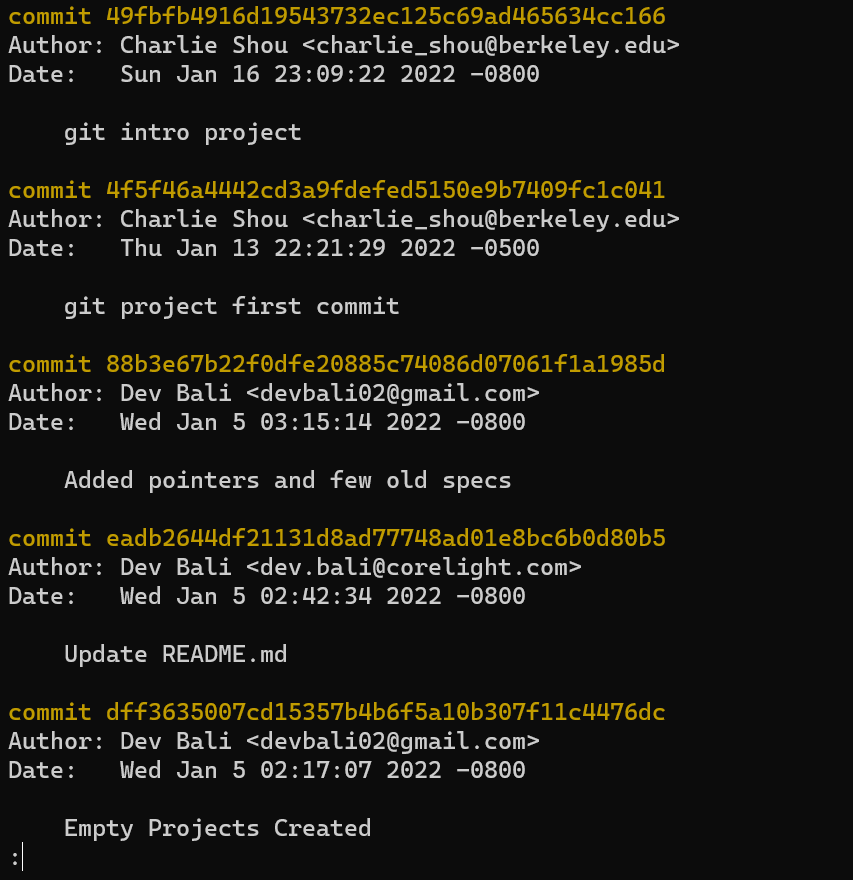 commit 49fbfb4916d19543732ec125c69ad465634cc166
Author: Charlie Shou <charlie_shou@berkeley.edu>
Date:   Sun Jan 16 23:09:22 2022 -0800

    git intro project

commit 4f5f46a4442cd3a9fdefed5150e9b7409fc1c041
Author: Charlie Shou <charlie_shou@berkeley.edu>
Date:   Thu Jan 13 22:21:29 2022 -0500

    git project first commit

commit 88b3e67b22f0dfe20885c74086d07061f1a1985d
Author: Dev Bali <devbali02@gmail.com>
Date:   Wed Jan 5 03:15:14 2022 -0800

    Added pointers and few old specs

commit eadb2644df21131d8ad77748ad01e8bc6b0d80b5
Author: Dev Bali <dev.bali@corelight.com>
Date:   Wed Jan 5 02:42:34 2022 -0800

    Update README.md

commit dff3635007cd15357b4b6f5a10b307f11c4476dc
Author: Dev Bali <devbali02@gmail.com>
Date:   Wed Jan 5 02:17:07 2022 -0800

    Empty Projects Created
: